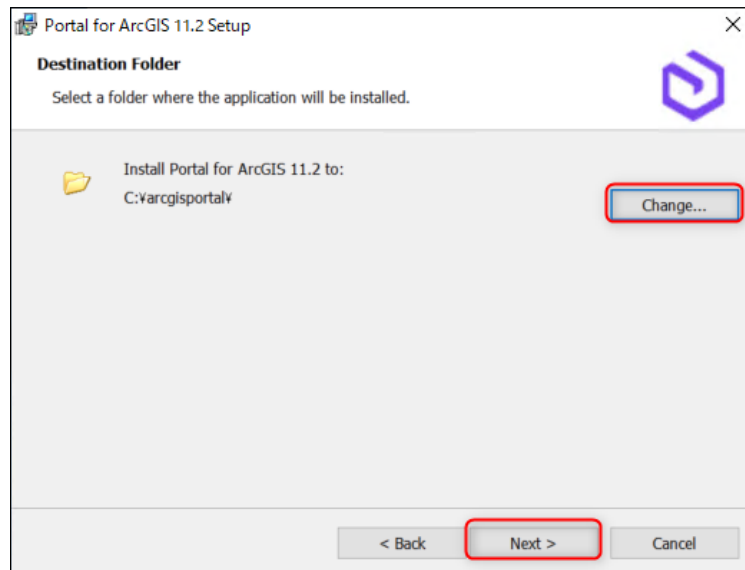 Portal for ArcGIS 11.2 Setup
Destination Folder
Select a folder where the application will be installed.
Install Portal for ArcGIS 11.2 to:
C:¥arcgisportal¥
Change...
< Back
Next >
Cancel